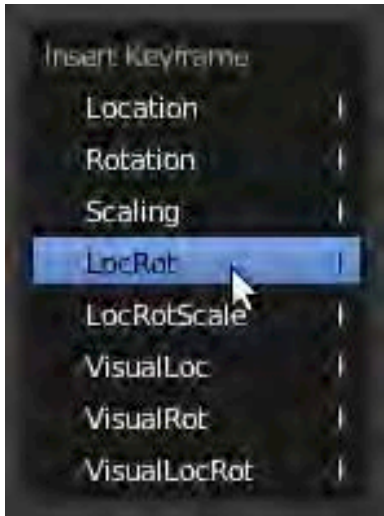 Insert Keyframe
Location I
Rotation I
Scaling I
LocRot I
LocRotScale I
VisualLoc I
VisualRot I
VisualLocRot I